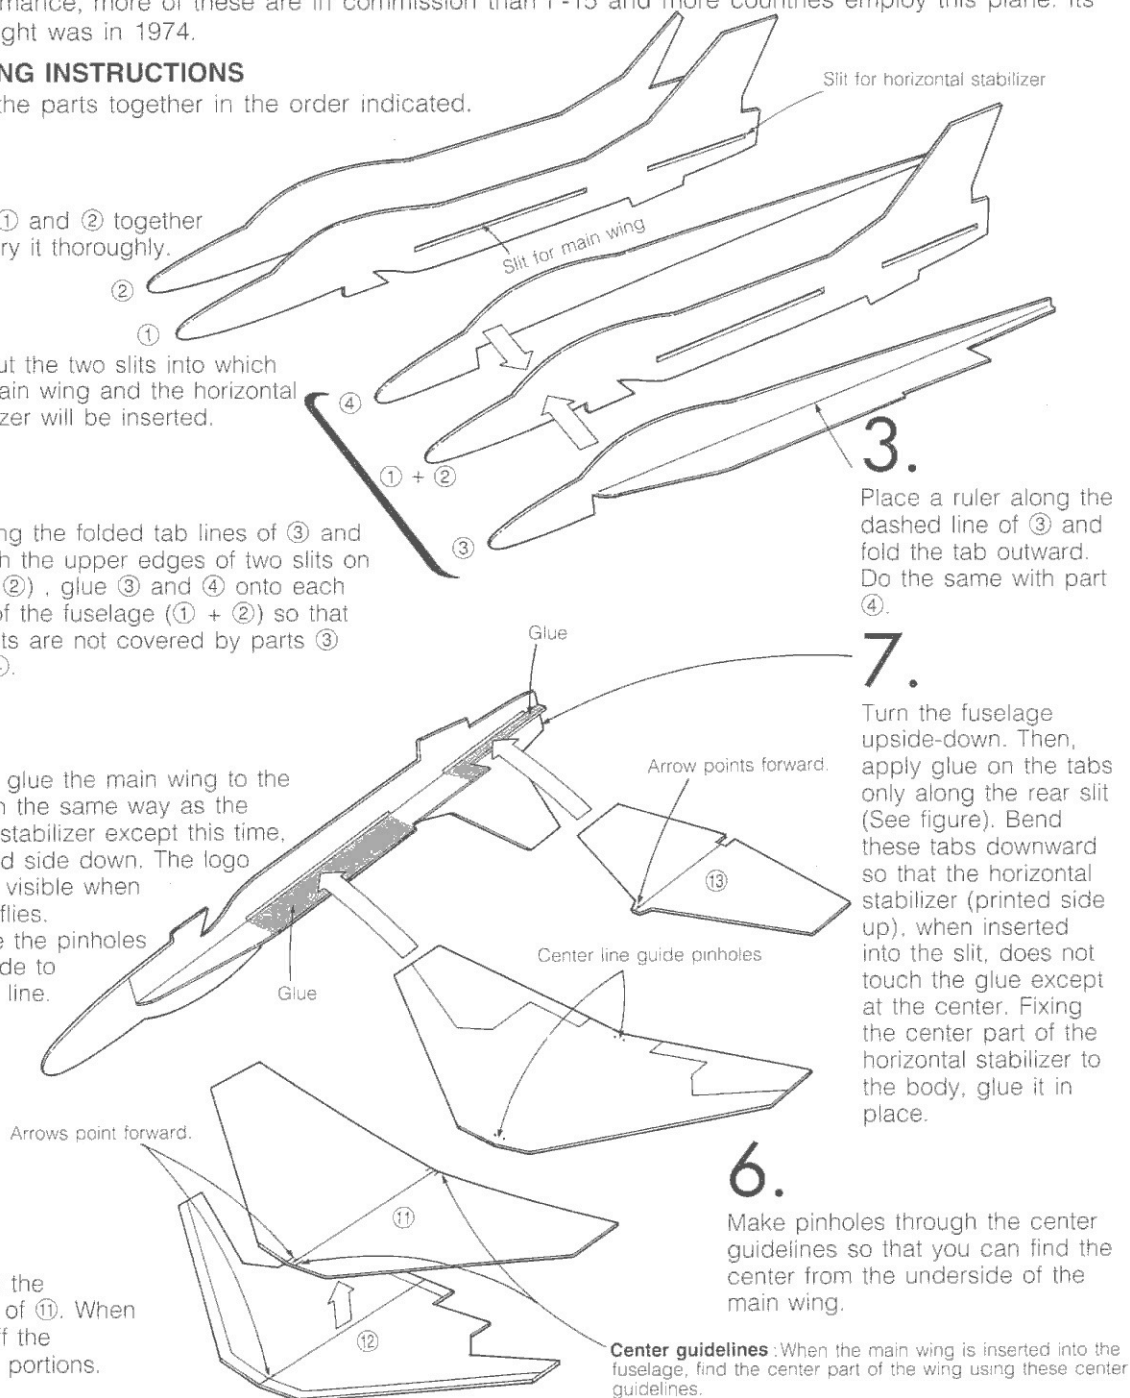 mance, more of these are in commission than F-15 and more countries employ this plane. Its
ght was in 1974.
NG INSTRUCTIONS
the parts together in the order indicated.
Slit for horizontal stabilizer
① and ② together
ry it thoroughly.
Slit for main wing
②
①
ut the two slits into which
ain wing and the horizontal
zer will be inserted.
④
① + ②
③
3.
Place a ruler along the
dashed line of ③ and
fold the tab outward.
Do the same with part
④.
ng the folded tab lines of ③ and
h the upper edges of two slits on
②) , glue ③ and ④ onto each
of the fuselage (① + ②) so that
ts are not covered by parts ③
Glue
7.
Turn the fuselage
upside-down. Then,
apply glue on the tabs
only along the rear slit
(See figure). Bend
these tabs downward
so that the horizontal
stabilizer (printed side
up), when inserted
into the slit, does not
touch the glue except
at the center. Fixing
the center part of the
horizontal stabilizer to
the body, glue it in
place.
glue the main wing to the
n the same way as the
stabilizer except this time,
d side down. The logo
visible when
flies.
e the pinholes
de to
line.
Arrow points forward.
⑬
Center line guide pinholes
Glue
Arrows point forward.
⑪
6.
Make pinholes through the center
guidelines so that you can find the
center from the underside of the
main wing.
the
of ⑪. When
ff the
portions.
⑫
Center guidelines : When the main wing is inserted into the
fuselage, find the center part of the wing using these center
guidelines.